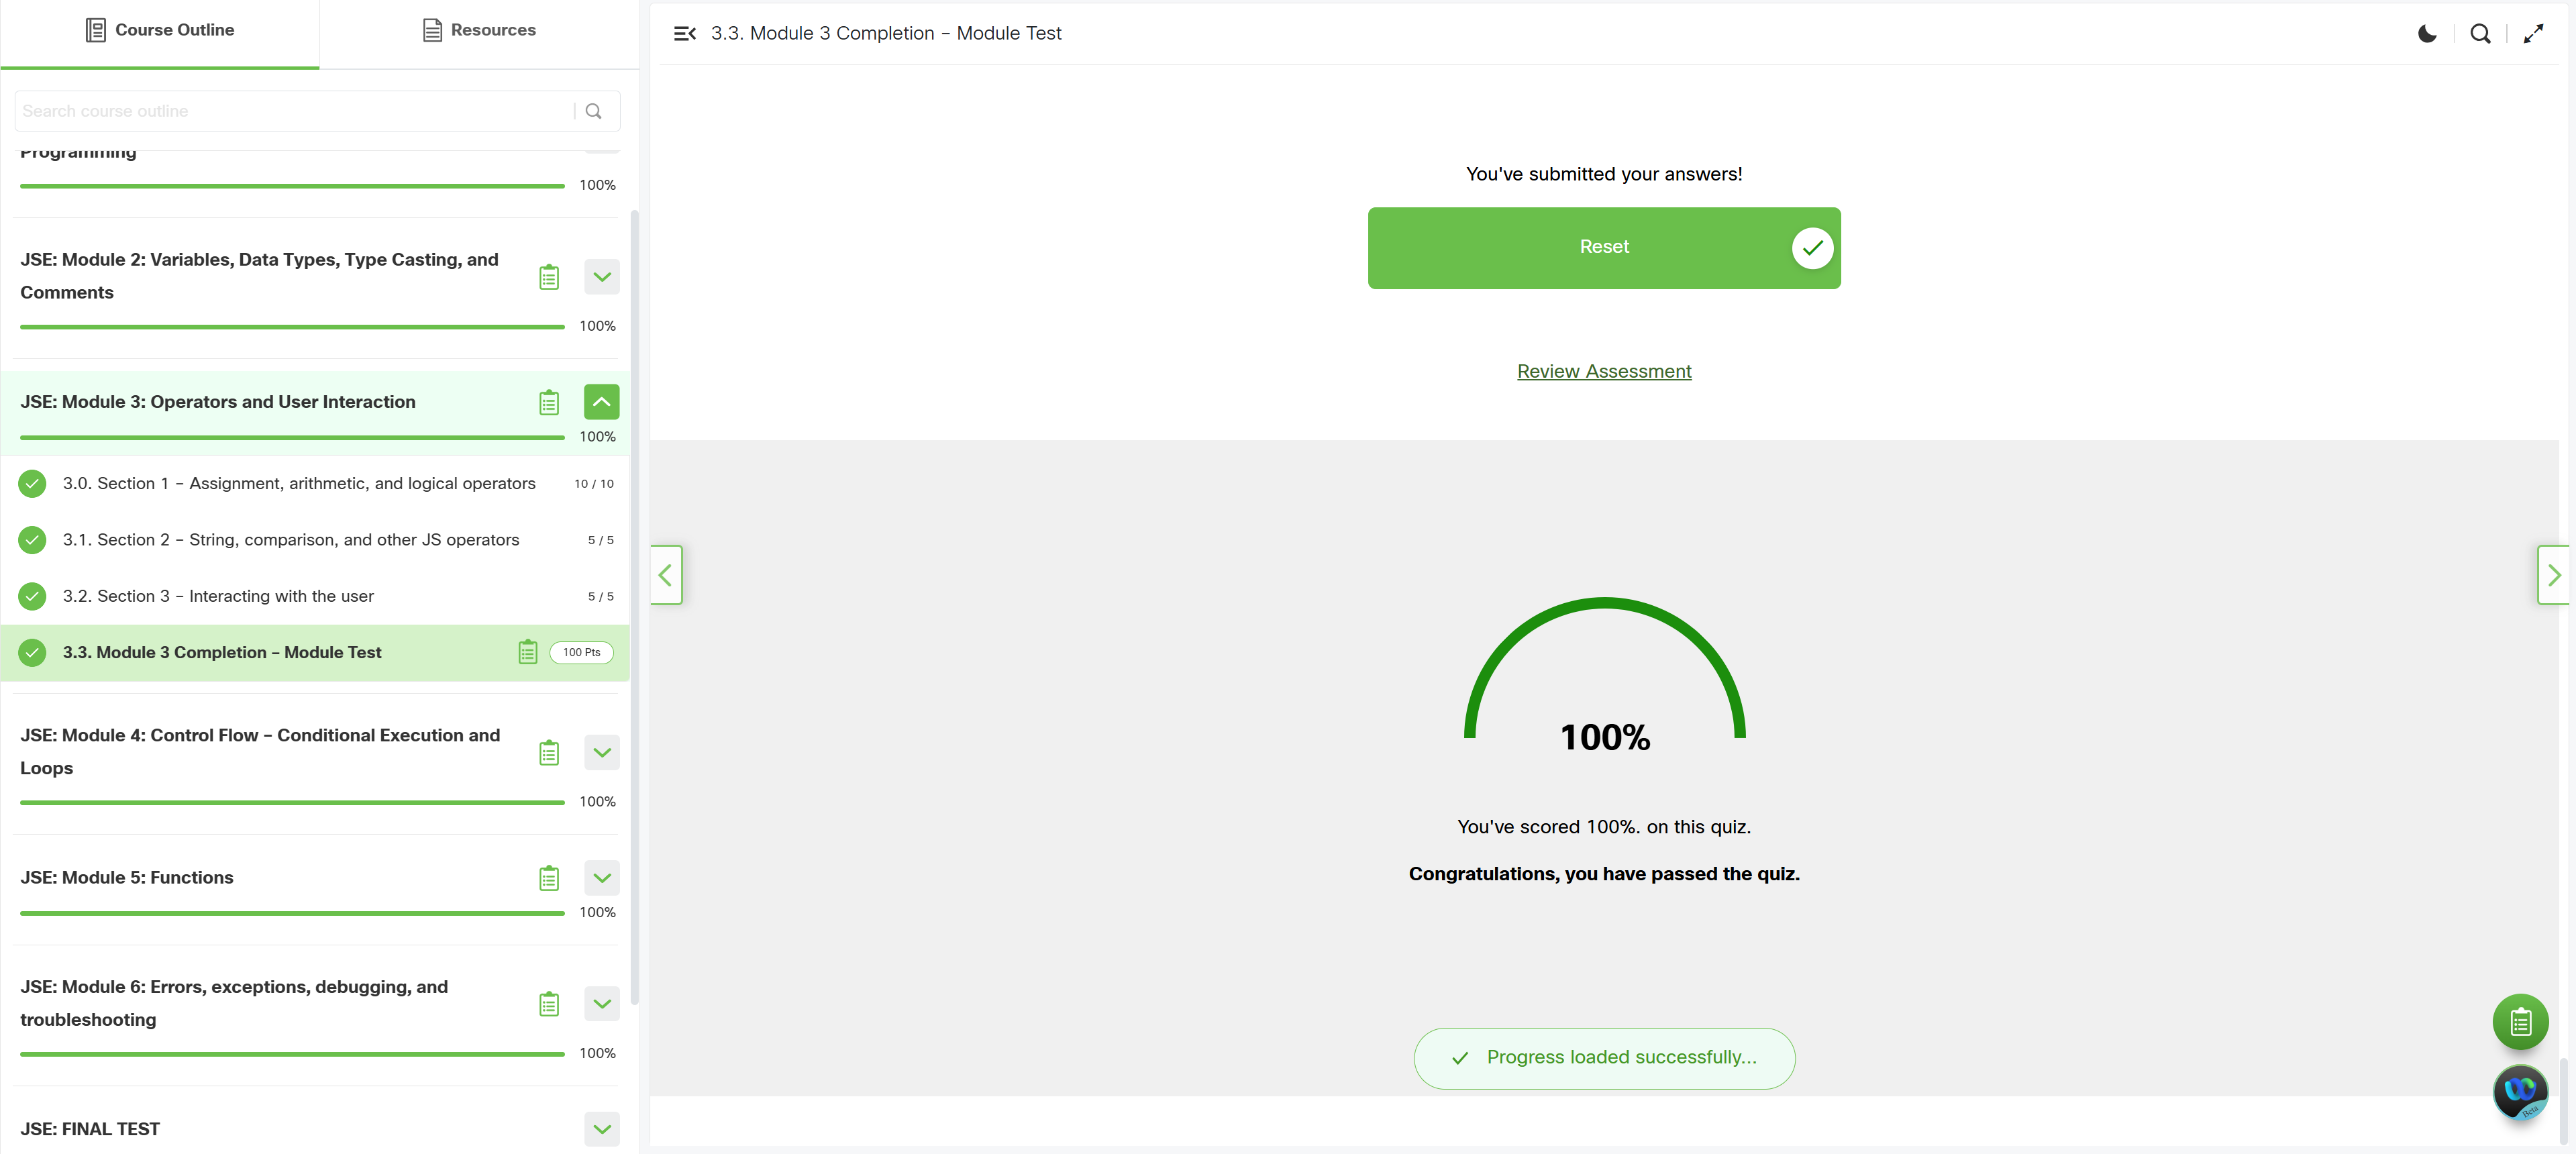 Course Outline
Resources
Search course outline
Programming
100%
JSE: Module 2: Variables, Data Types, Type Casting, and
Comments
100%
JSE: Module 3: Operators and User Interaction
100%
3.0. Section 1 – Assignment, arithmetic, and logical operators
10 / 10
3.1. Section 2 – String, comparison, and other JS operators
5 / 5
3.2. Section 3 – Interacting with the user
5 / 5
3.3. Module 3 Completion – Module Test
100 Pts
JSE: Module 4: Control Flow – Conditional Execution and
Loops
100%
JSE: Module 5: Functions
100%
JSE: Module 6: Errors, exceptions, debugging, and
troubleshooting
100%
JSE: FINAL TEST
3.3. Module 3 Completion – Module Test
You've submitted your answers!
Reset
Review Assessment
100%
You've scored 100%. on this quiz.
Congratulations, you have passed the quiz.
Progress loaded successfully...
Beta